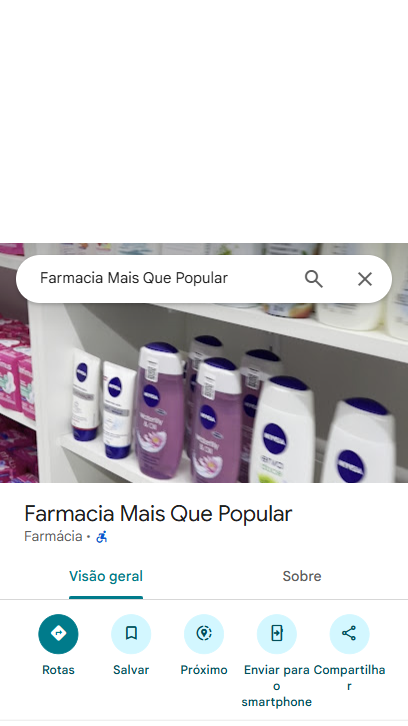 Farmacia Mais Que Popular
NIVEA
NIVEA
NIVEA
NIVEA
NIVEA
NIVEA
Farmacia Mais Que Popular
Farmácia •
Visão geral
Sobre
Rotas
Salvar
Próximo
Enviar para
o
smartphone
Compartilha
r